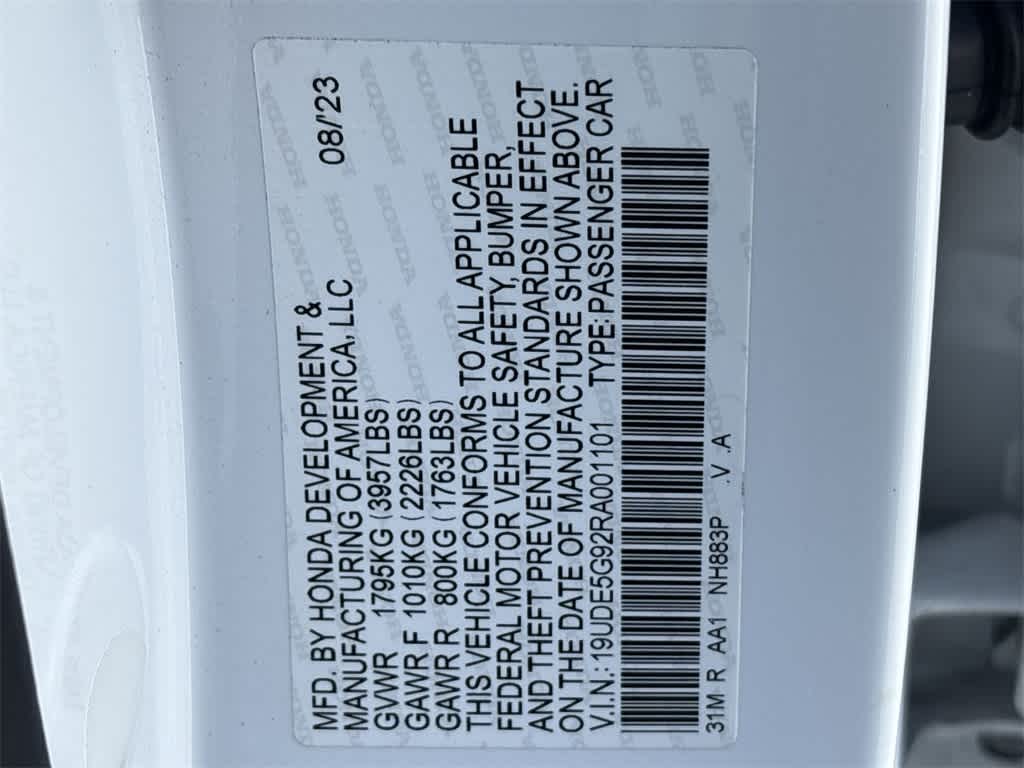 MFD. BY HONDA DEVELOPMENT & 08/'23
MANUFACTURING OF AMERICA, LLC
GVWR 1795KG (3957LBS)
GAWR F 1010KG (2226LBS)
GAWR R 800KG (1763LBS)
THIS VEHICLE CONFORMS TO ALL APPLICABLE
FEDERAL MOTOR VEHICLE SAFETY, BUMPER,
AND THEFT PREVENTION STANDARDS IN EFFECT
ON THE DATE OF MANUFACTURE SHOWN ABOVE.
V.I.N.: 19UDE5G92RA001101 TYPE: PASSENGER CAR
31M R AA1 NH883P .V .A